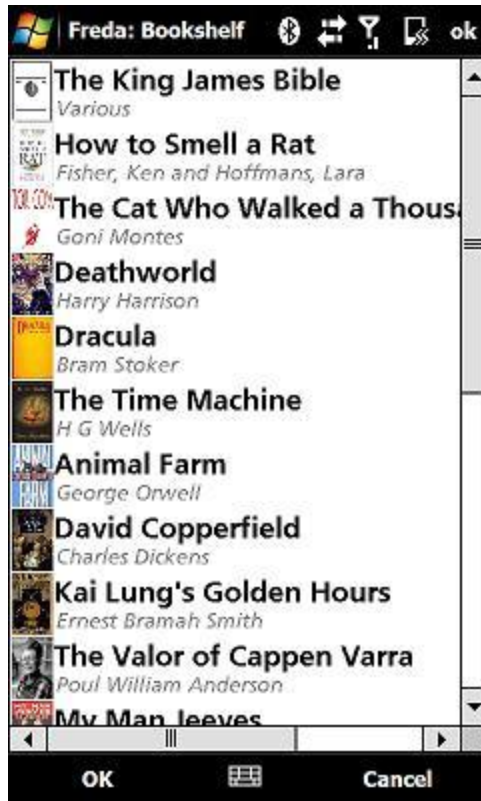 Freda: Bookshelf ok
The King James Bible
Various
How to Smell a Rat
Fisher, Ken and Hoffmans, Lara
The Cat Who Walked a Thous
Goni Montes
Deathworld
Harry Harrison
Dracula
Bram Stoker
The Time Machine
H G Wells
Animal Farm
George Orwell
David Copperfield
Charles Dickens
Kai Lung's Golden Hours
Ernest Bramah Smith
The Valor of Cappen Varra
Poul William Anderson
My Man Jeeves
OK Cancel